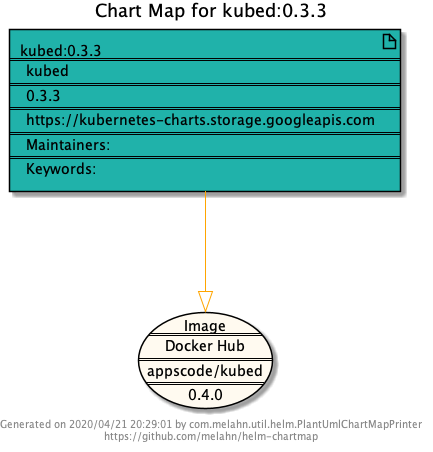 Chart Map for kubed:0.3.3
kubed:0.3.3
kubed
0.3.3
https://kubernetes-charts.storage.googleapis.com
Maintainers:
Keywords:
Image
Docker Hub
appscode/kubed
0.4.0
Generated on 2020/04/21 20:29:01 by com.melahn.util.helm.PlantUmlChartMapPrinter
https://github.com/melahn/helm-chartmap